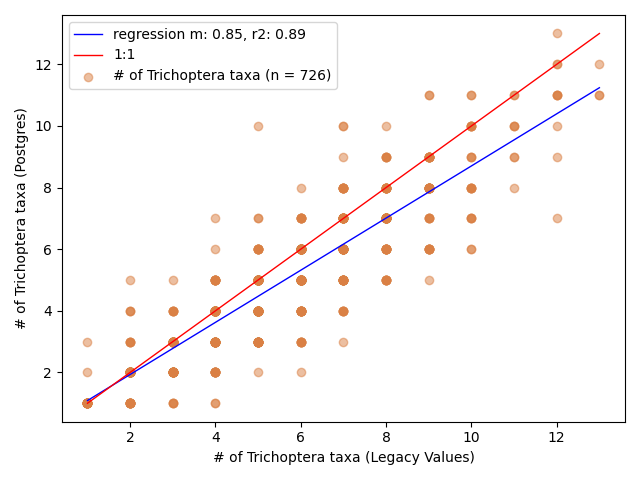 regression m: 0.85, r2: 0.89
1:1
# of Trichoptera taxa (n = 726)
# of Trichoptera taxa (Postgres)
12
10
8
6
4
2
2 4 6 8 10 12
# of Trichoptera taxa (Legacy Values)